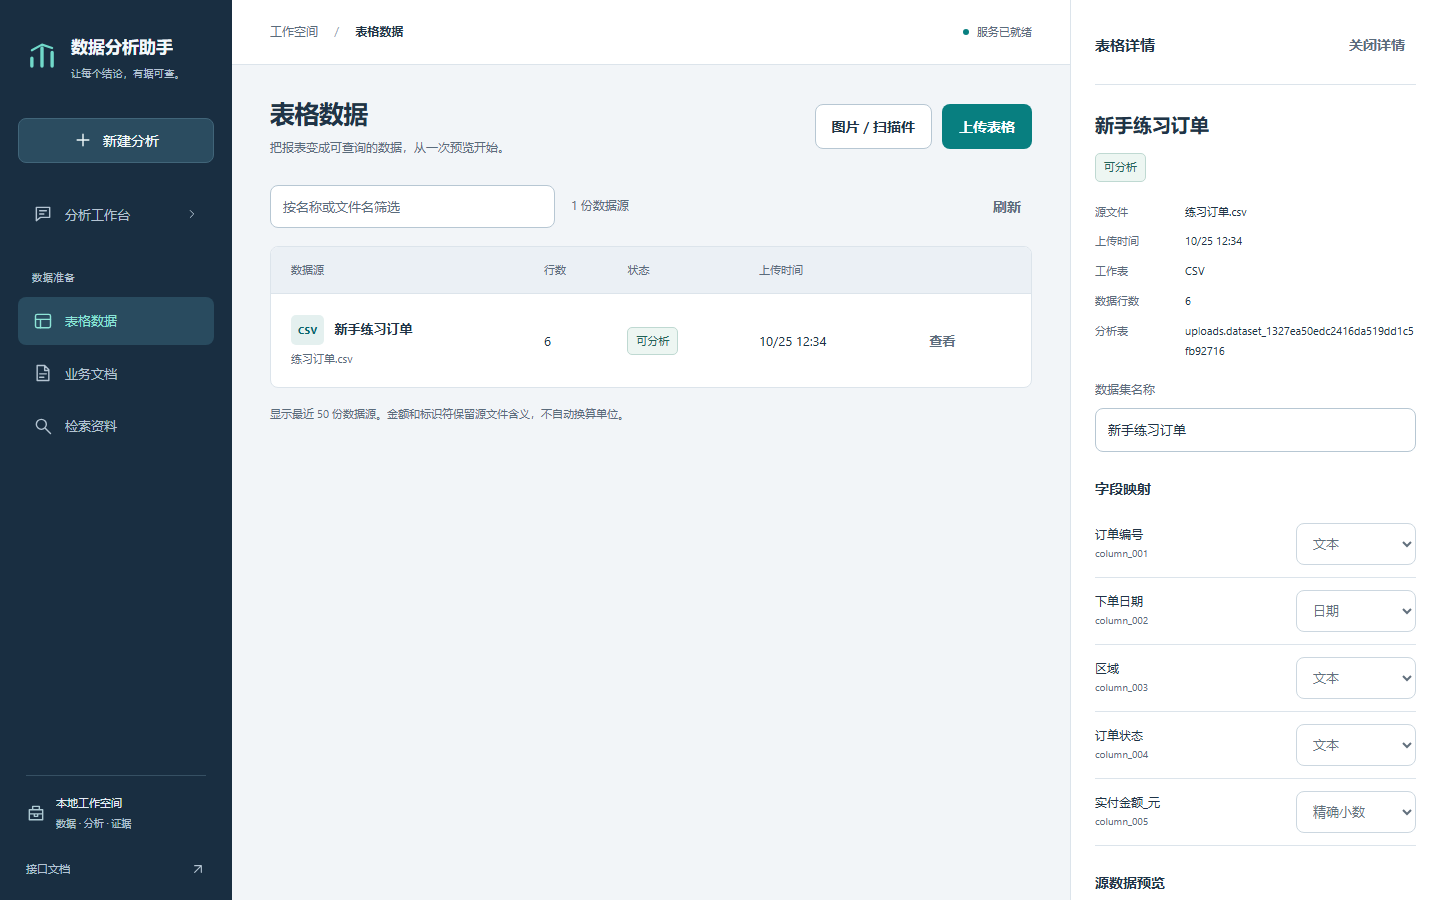 数据分析助手
让每个结论，有据可查。
新建分析
分析工作台
数据准备
表格数据
业务文档
检索资料
本地工作空间
数据 · 分析 · 证据
接口文档
工作空间 / 表格数据
服务已就绪
表格数据
把报表变成可查询的数据，从一次预览开始。
图片 / 扫描件
上传表格
按名称或文件名筛选
1 份数据源
刷新
数据源 行数 状态 上传时间
CSV 新手练习订单
练习订单.csv
6
可分析
10/25 12:34
查看
显示最近 50 份数据源。金额和标识符保留源文件含义，不自动换算单位。
表格详情
关闭详情
新手练习订单
可分析
源文件 练习订单.csv
上传时间 10/25 12:34
工作表 CSV
数据行数 6
分析表 uploads.dataset_1327ea50edc2416da519dd1c5
fb92716
数据集名称
新手练习订单
字段映射
订单编号
column_001
文本
下单日期
column_002
日期
区域
column_003
文本
订单状态
column_004
文本
实付金额_元
column_005
精确小数
源数据预览